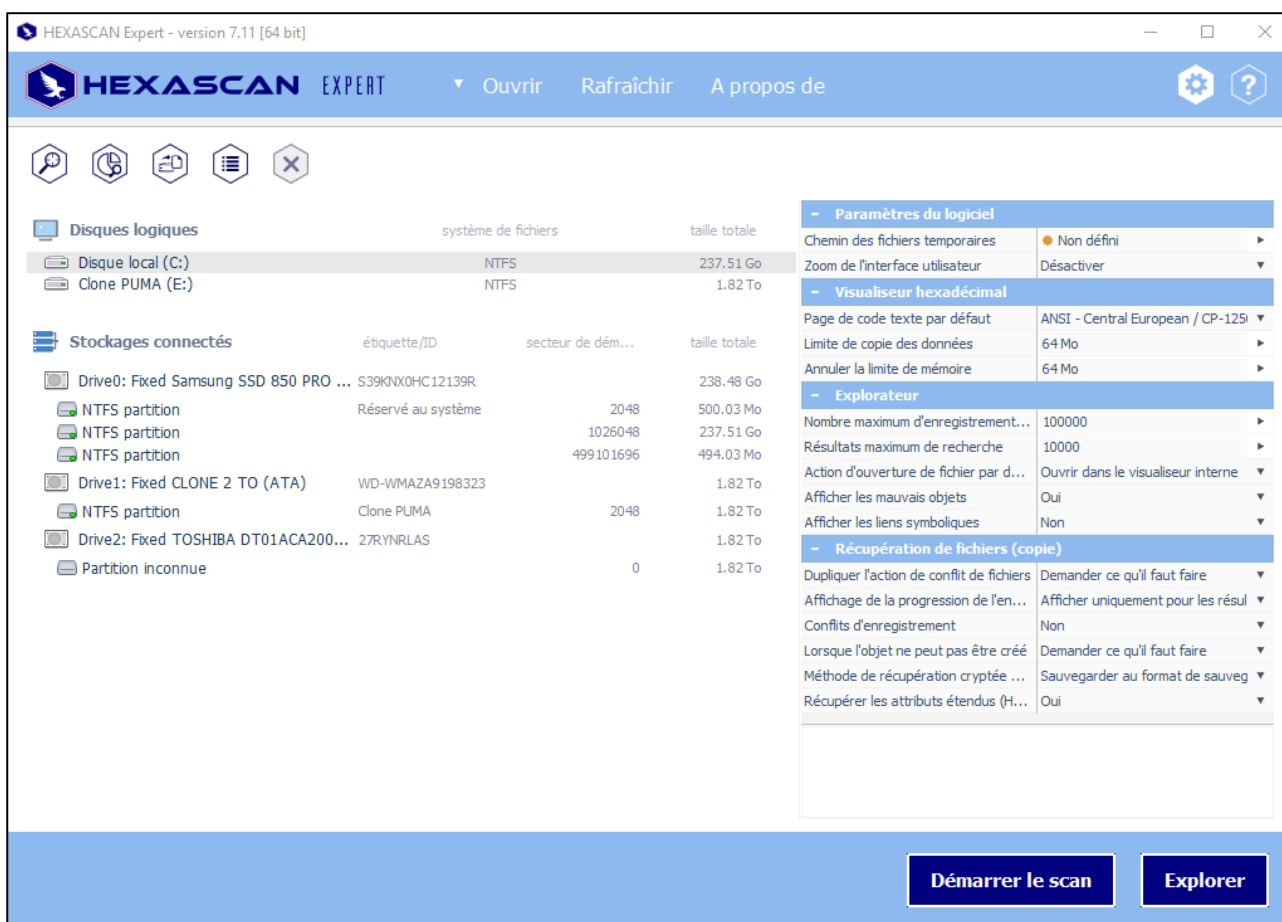 HEXASCAN Expert - version 7.11 [64 bit]
HEXASCAN EXPERT ▼ Ouvrir Rafraîchir A propos de
Disques logiques système de fichiers taille totale
Disque local (C:) NTFS 237.51 Go
Clone PUMA (E:) NTFS 1.82 To
Stockages connectés étiquette/ID secteur de dém... taille totale
Drive0: Fixed Samsung SSD 850 PRO ... S39KNX0HC12139R 238.48 Go
NTFS partition Réservé au système 2048 500.03 Mo
NTFS partition 1026048 237.51 Go
NTFS partition 499101696 494.03 Mo
Drive1: Fixed CLONE 2 TO (ATA) WD-WMAZA9198323 1.82 To
NTFS partition Clone PUMA 2048 1.82 To
Drive2: Fixed TOSHIBA DT01ACA200... 27RYNRLAS 1.82 To
Partition inconnue 0 1.82 To
− Paramètres du logiciel
Chemin des fichiers temporaires Non défini
Zoom de l'interface utilisateur Désactiver
− Visualiseur hexadécimal
Page de code texte par défaut ANSI - Central European / CP-125
Limite de copie des données 64 Mo
Annuler la limite de mémoire 64 Mo
− Explorateur
Nombre maximum d'enregistrement... 100000
Résultats maximum de recherche 10000
Action d'ouverture de fichier par d... Ouvrir dans le visualiseur interne
Afficher les mauvais objets Oui
Afficher les liens symboliques Non
− Récupération de fichiers (copie)
Dupliquer l'action de conflit de fichiers Demander ce qu'il faut faire
Affichage de la progression de l'en... Afficher uniquement pour les résul
Conflits d'enregistrement Non
Lorsque l'objet ne peut pas être créé Demander ce qu'il faut faire
Méthode de récupération cryptée ... Sauvegarder au format de sauveg
Récupérer les attributs étendus (H... Oui
Démarrer le scan Explorer